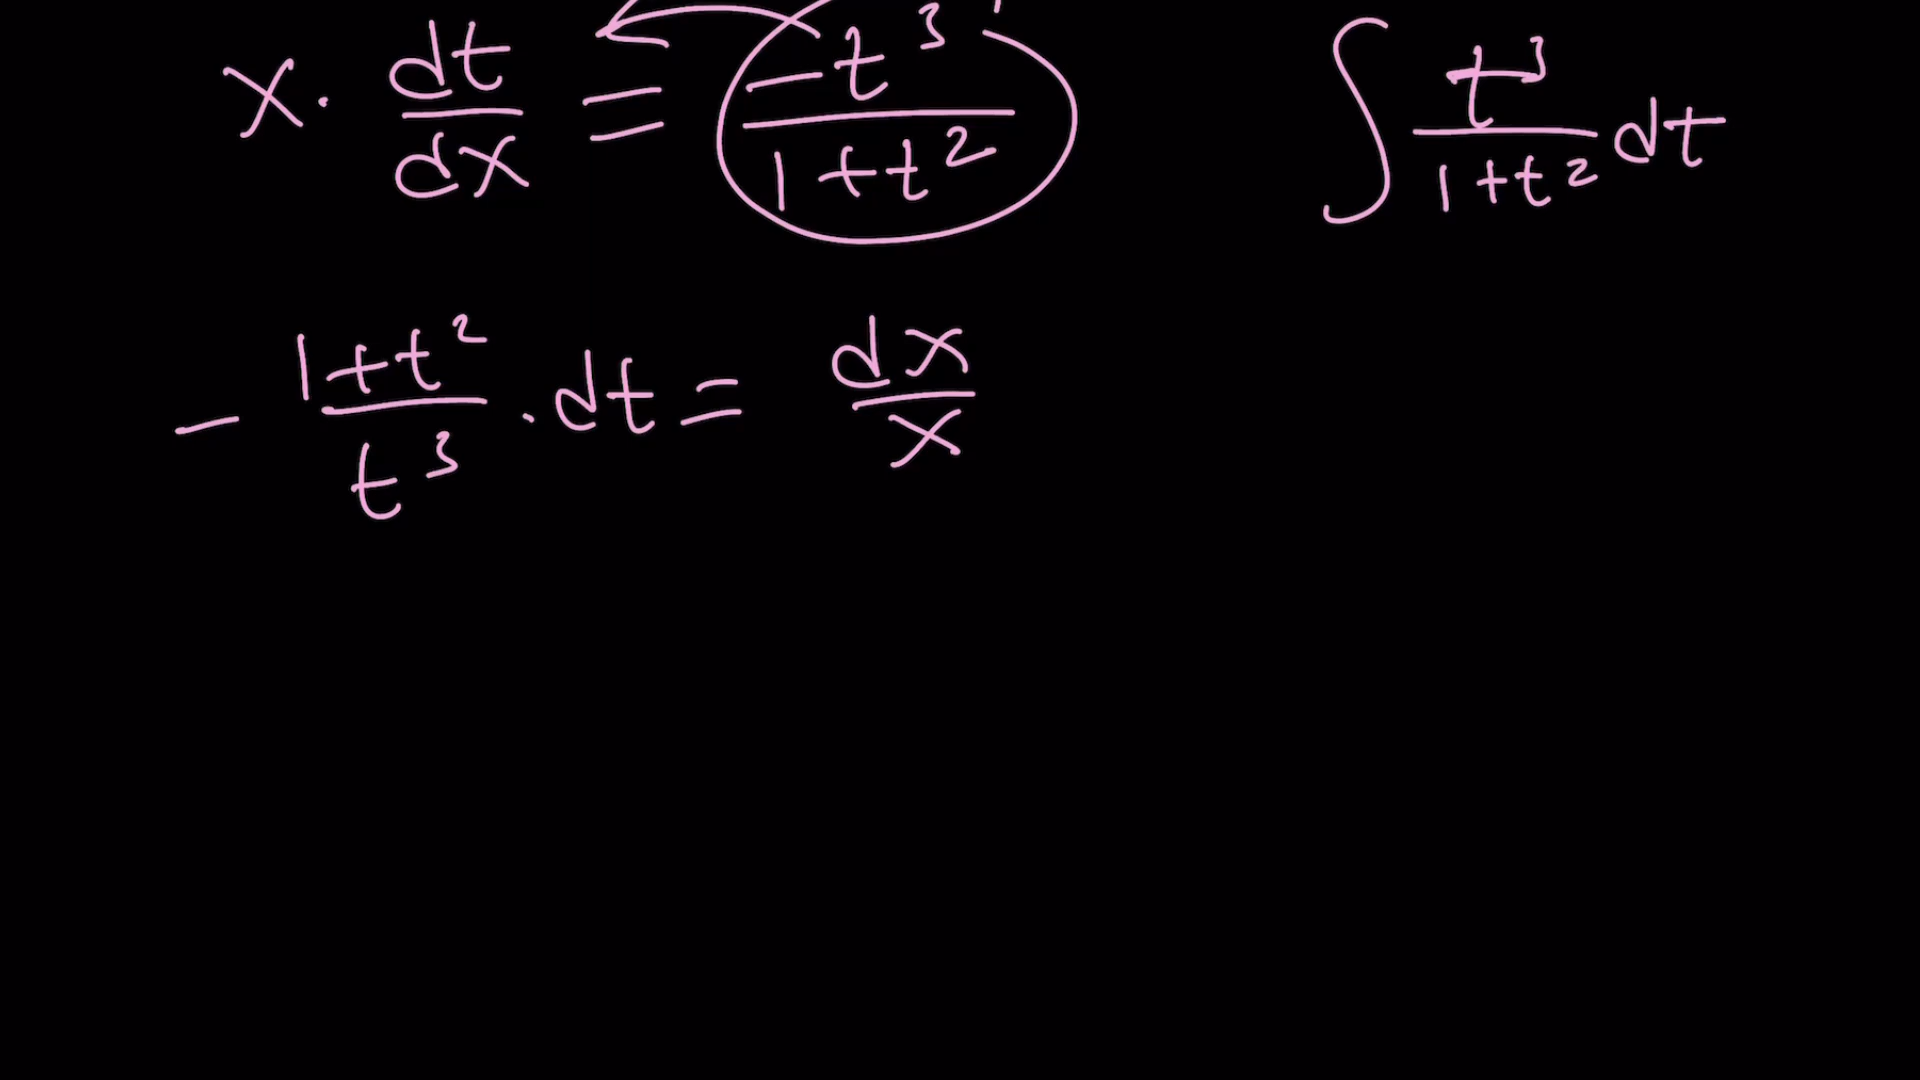 x · dt/dx = -t³/(1+t²)    ∫ t³/(1+t²) dt
- (1+t²)/t³ · dt = dx/x